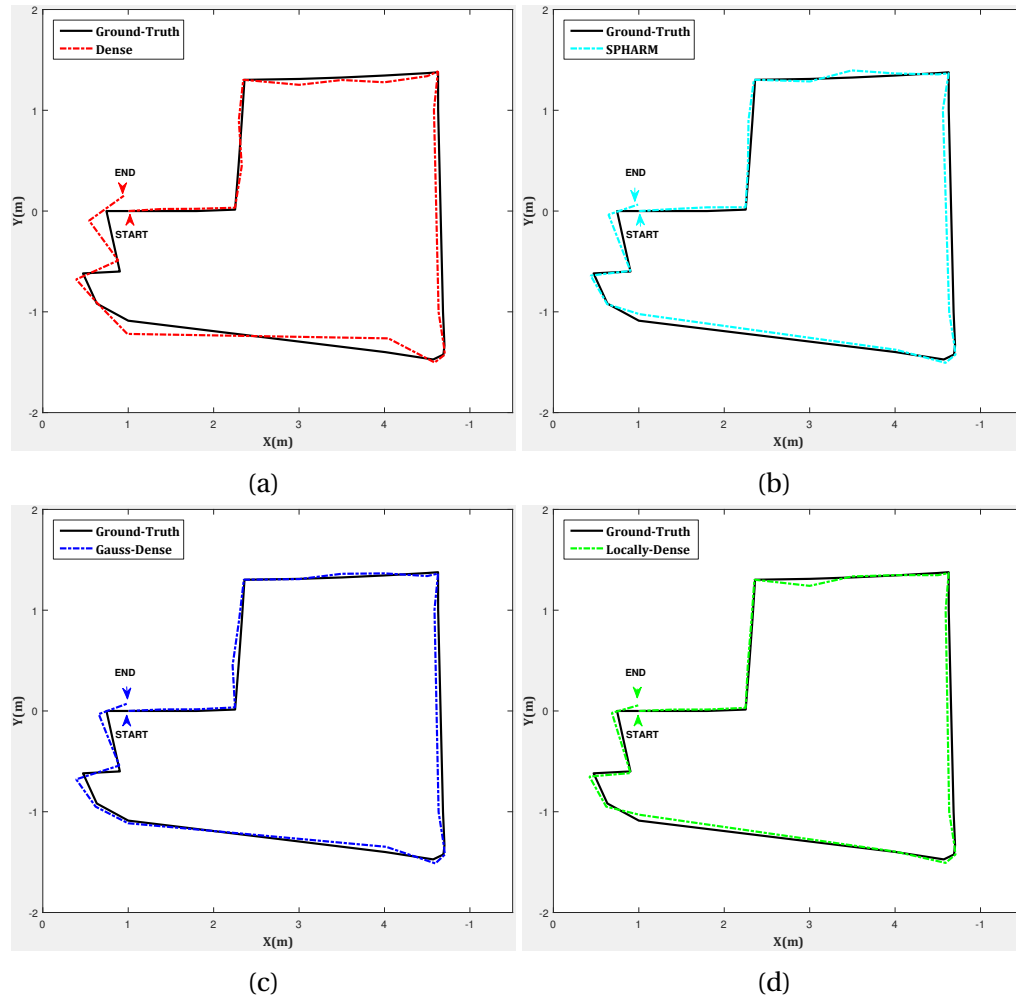 2
1
0
-1
-2
Y(m)
Ground-Truth
Dense
END
START
0 1 2 3 4 -1
X(m)
(a)
2
1
0
-1
-2
Y(m)
Ground-Truth
SPHARM
END
START
0 1 2 3 4 -1
X(m)
(b)
2
1
0
-1
-2
Y(m)
Ground-Truth
Gauss-Dense
END
START
0 1 2 3 4 -1
X(m)
(c)
2
1
0
-1
-2
Y(m)
Ground-Truth
Locally-Dense
END
START
0 1 2 3 4 -1
X(m)
(d)